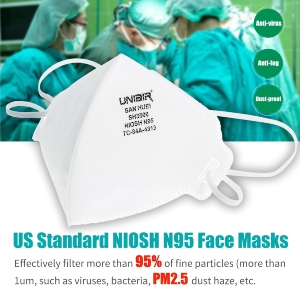 Anti-virus
Anti-fog
Dust-proof
UNIBIR
SAN HUEI
SH3500
NIOSH N95
TC-84A-4313
US Standard NIOSH N95 Face Masks
Effectively filter more than 95% of fine particles (more than
1um, such as viruses, bacteria, PM2.5 dust haze, etc.